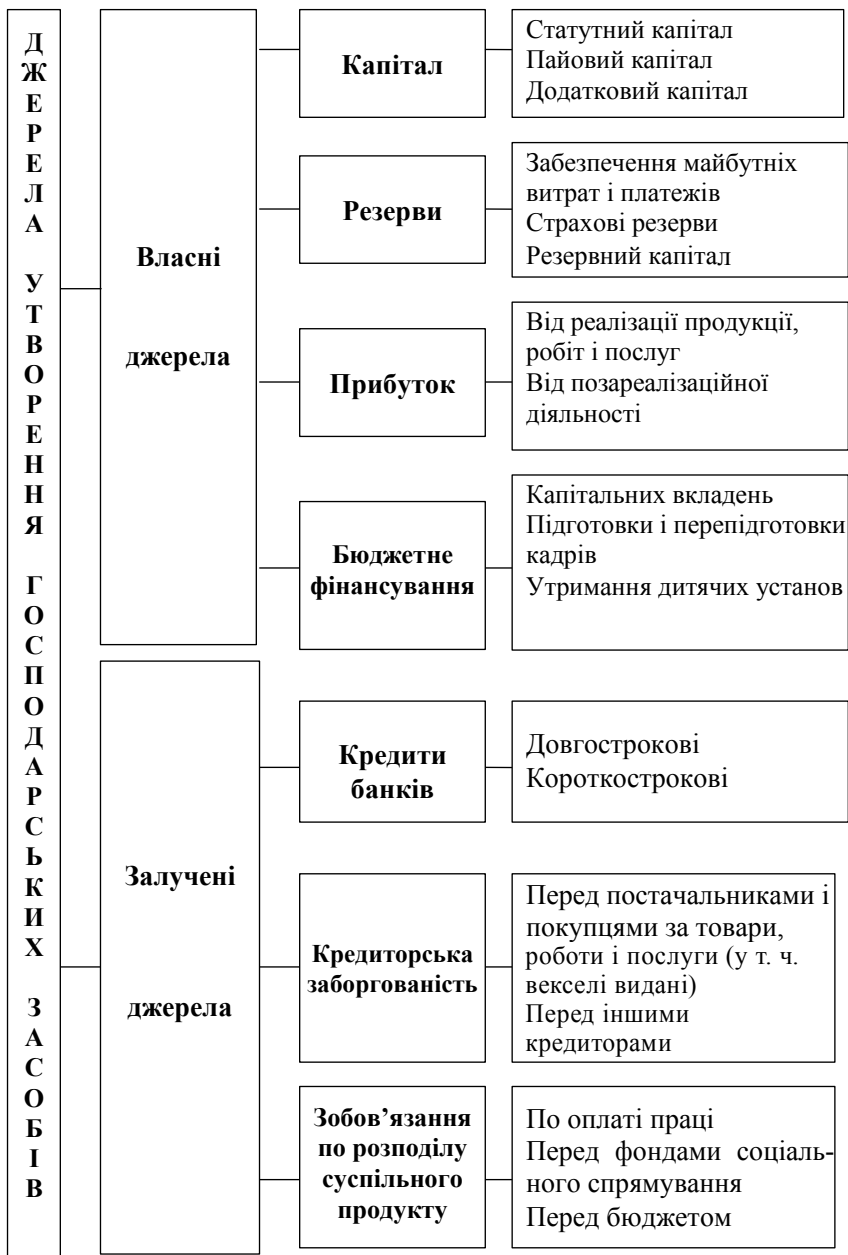 ДЖЕРЕЛА УТВОРЕННЯ ГОСПОДАРСЬКИХ ЗАСОБІВ
Власні
джерела
Капітал
Статутний капітал
Пайовий капітал
Додатковий капітал
Резерви
Забезпечення майбутніх
витрат і платежів
Страхові резерви
Резервний капітал
Прибуток
Від реалізації продукції,
робіт і послуг
Від позареалізаційної
діяльності
Бюджетне
фінансування
Капітальних вкладень
Підготовки і перепідготовки
кадрів
Утримання дитячих установ
Залучені
джерела
Кредити
банків
Довгострокові
Короткострокові
Кредиторська
заборгованість
Перед постачальниками і
покупцями за товари,
роботи і послуги (у т. ч.
векселі видані)
Перед іншими
кредиторами
Зобов’язання
по розподілу
суспільного
продукту
По оплаті праці
Перед фондами соціаль-
ного спрямування
Перед бюджетом